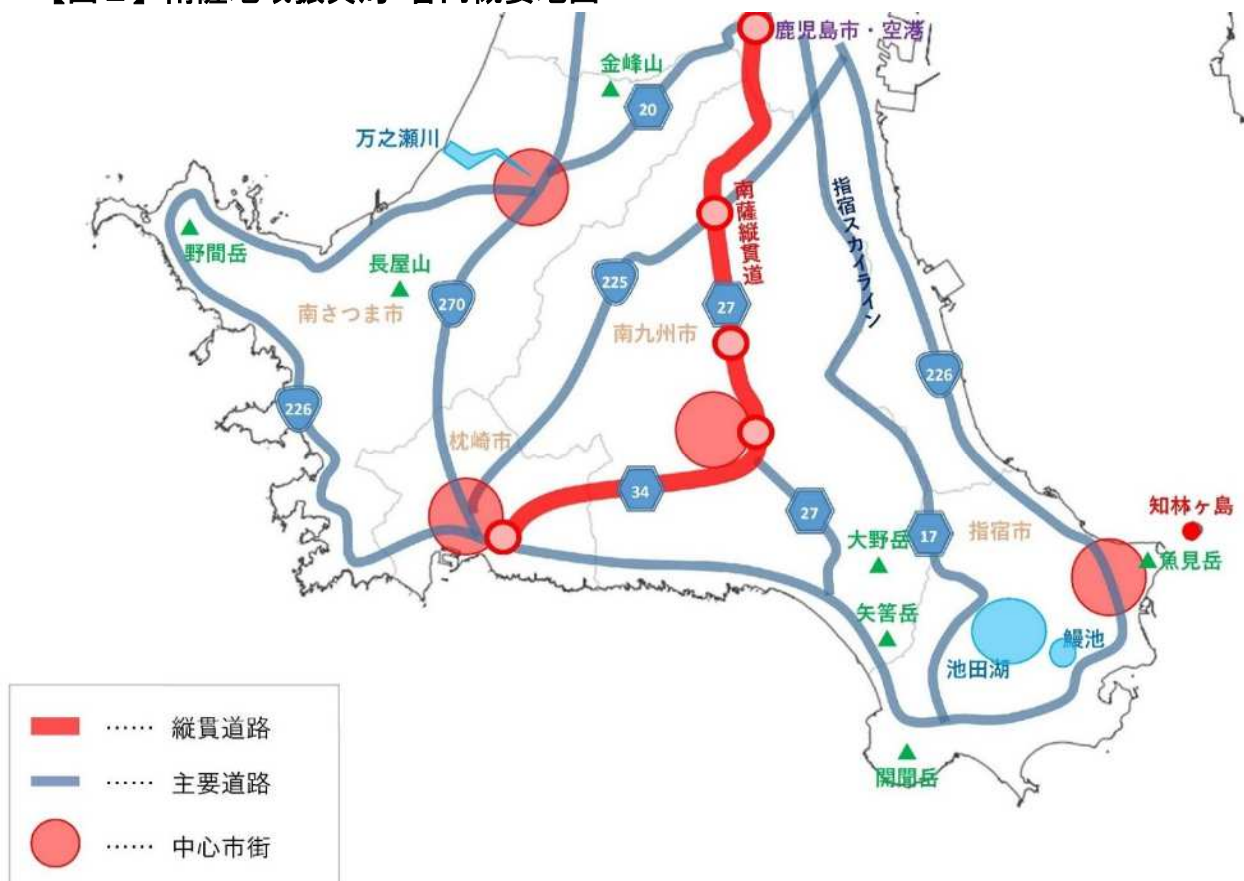 鹿児島市・空港
金峰山
20
万之瀬川
南薩縦貫道
指宿スカイライン
野間岳
長屋山
225
270
27
南さつま市
南九州市
226
226
枕崎市
34
27
知林ヶ島
大野岳
17
指宿市
魚見岳
矢筈岳
鰻池
池田湖
開聞岳
…… 縦貫道路
…… 主要道路
…… 中心市街